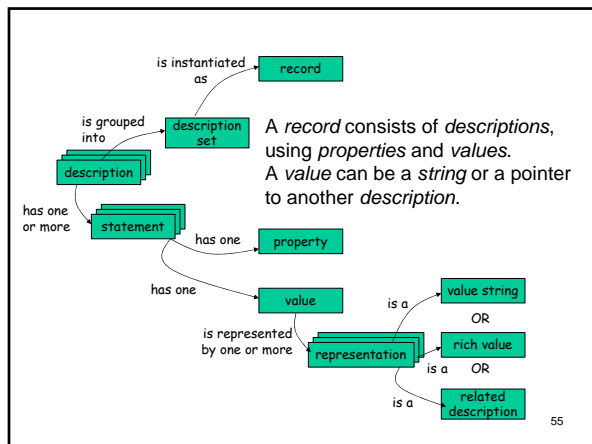 is instantiated
as
record
is grouped
into
description
set
A record consists of descriptions,
using properties and values.
A value can be a string or a pointer
to another description.
description
has one
or more
statement
has one
property
has one
value
is a
value string
OR
is represented
by one or more
representation
is a
rich value
OR
is a
related
description
55